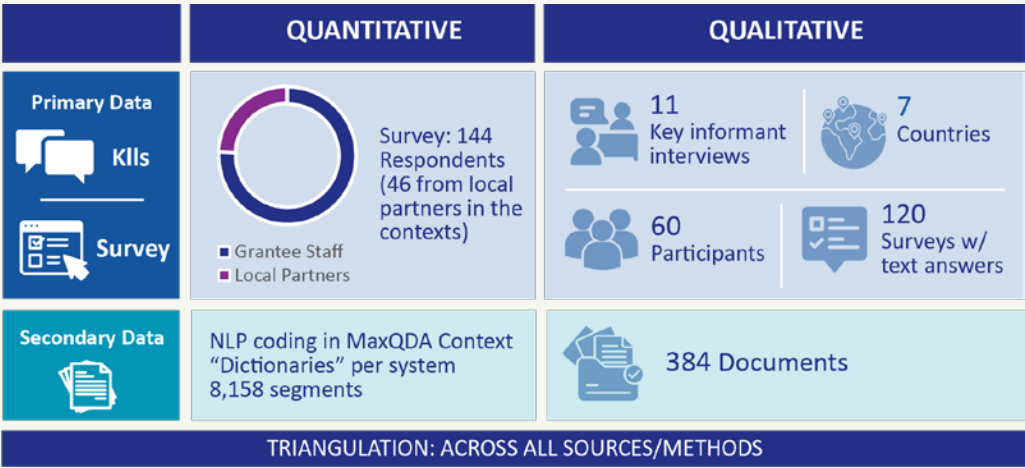 QUANTITATIVE
QUALITATIVE
Primary Data
KIIs
Survey
Survey: 144
Respondents
(46 from local
partners in the
contexts)
Grantee Staff
Local Partners
11
Key informant
interviews
7
Countries
60
Participants
120
Surveys w/
text answers
Secondary Data
NLP coding in MaxQDA Context
“Dictionaries” per system
8,158 segments
384 Documents
TRIANGULATION: ACROSS ALL SOURCES/METHODS